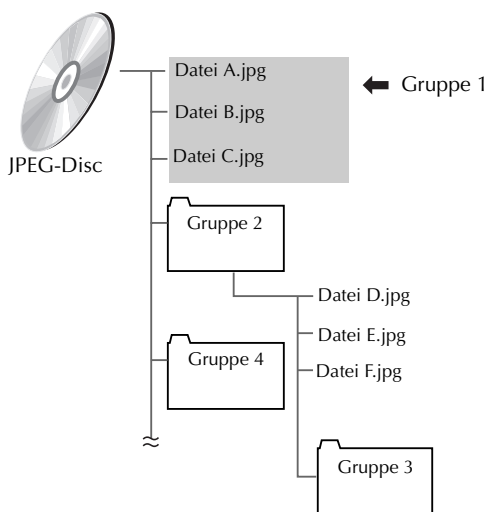 Datei A.jpg
Gruppe 1
Datei B.jpg
Datei C.jpg
JPEG-Disc
Gruppe 2
Datei D.jpg
Datei E.jpg
Gruppe 4
Datei F.jpg
Gruppe 3